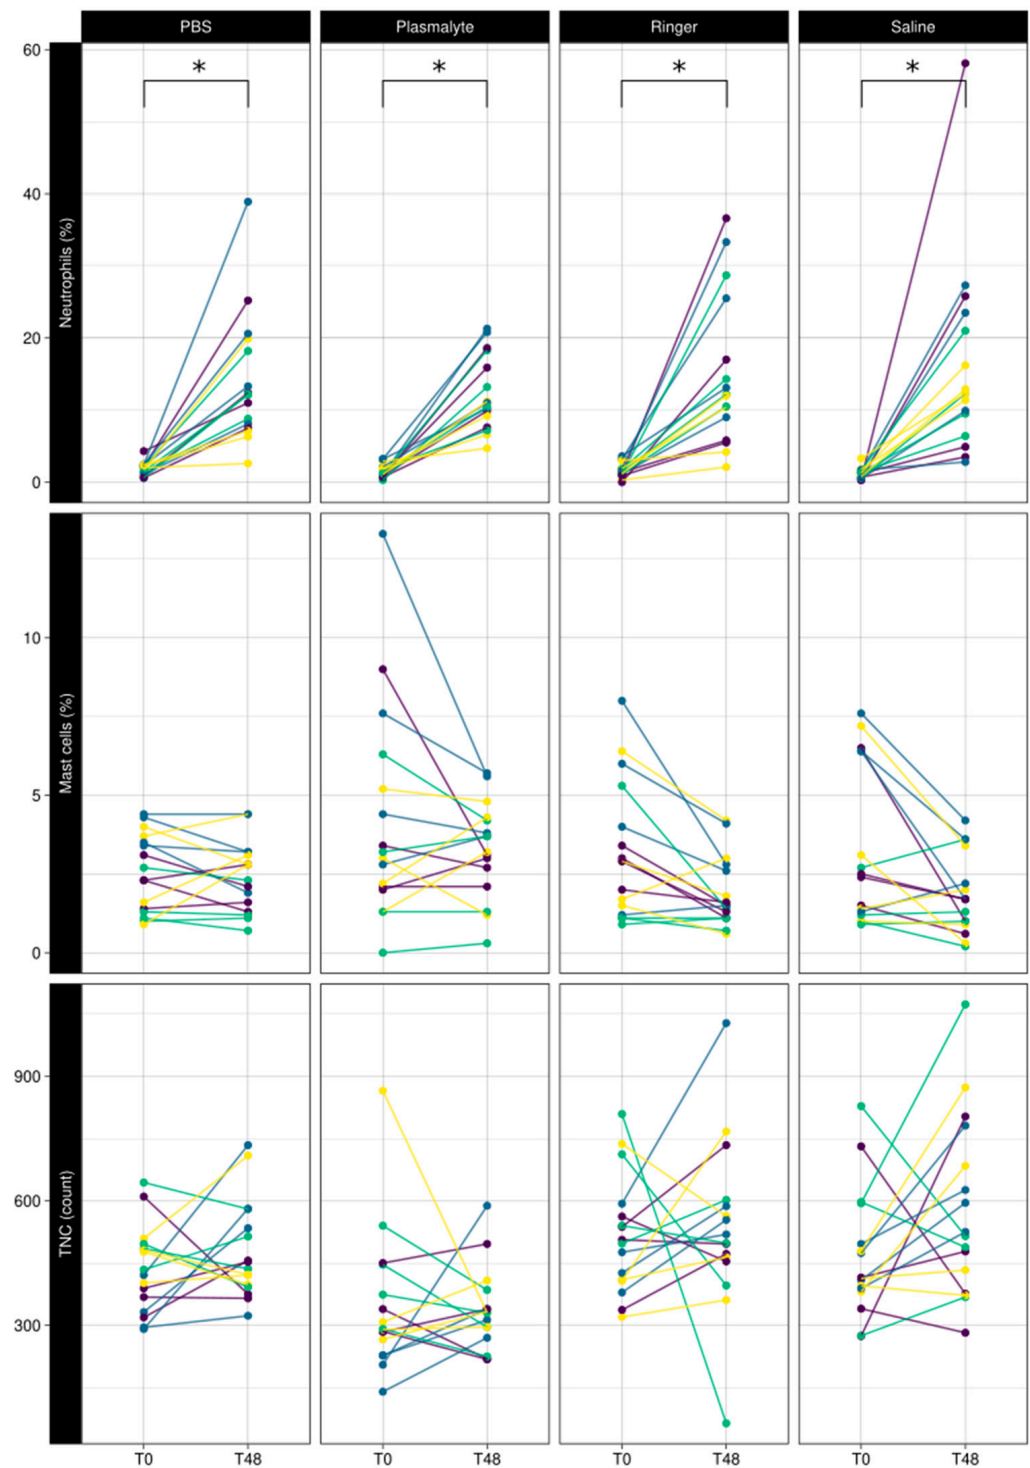 PBS Plasmalyte Ringer Saline
60
* * * *
40
Neutrophils (%)
20
0
10
Mast cells (%)
5
0
900
TNC (count)
600
300
T0 T48 T0 T48 T0 T48 T0 T48